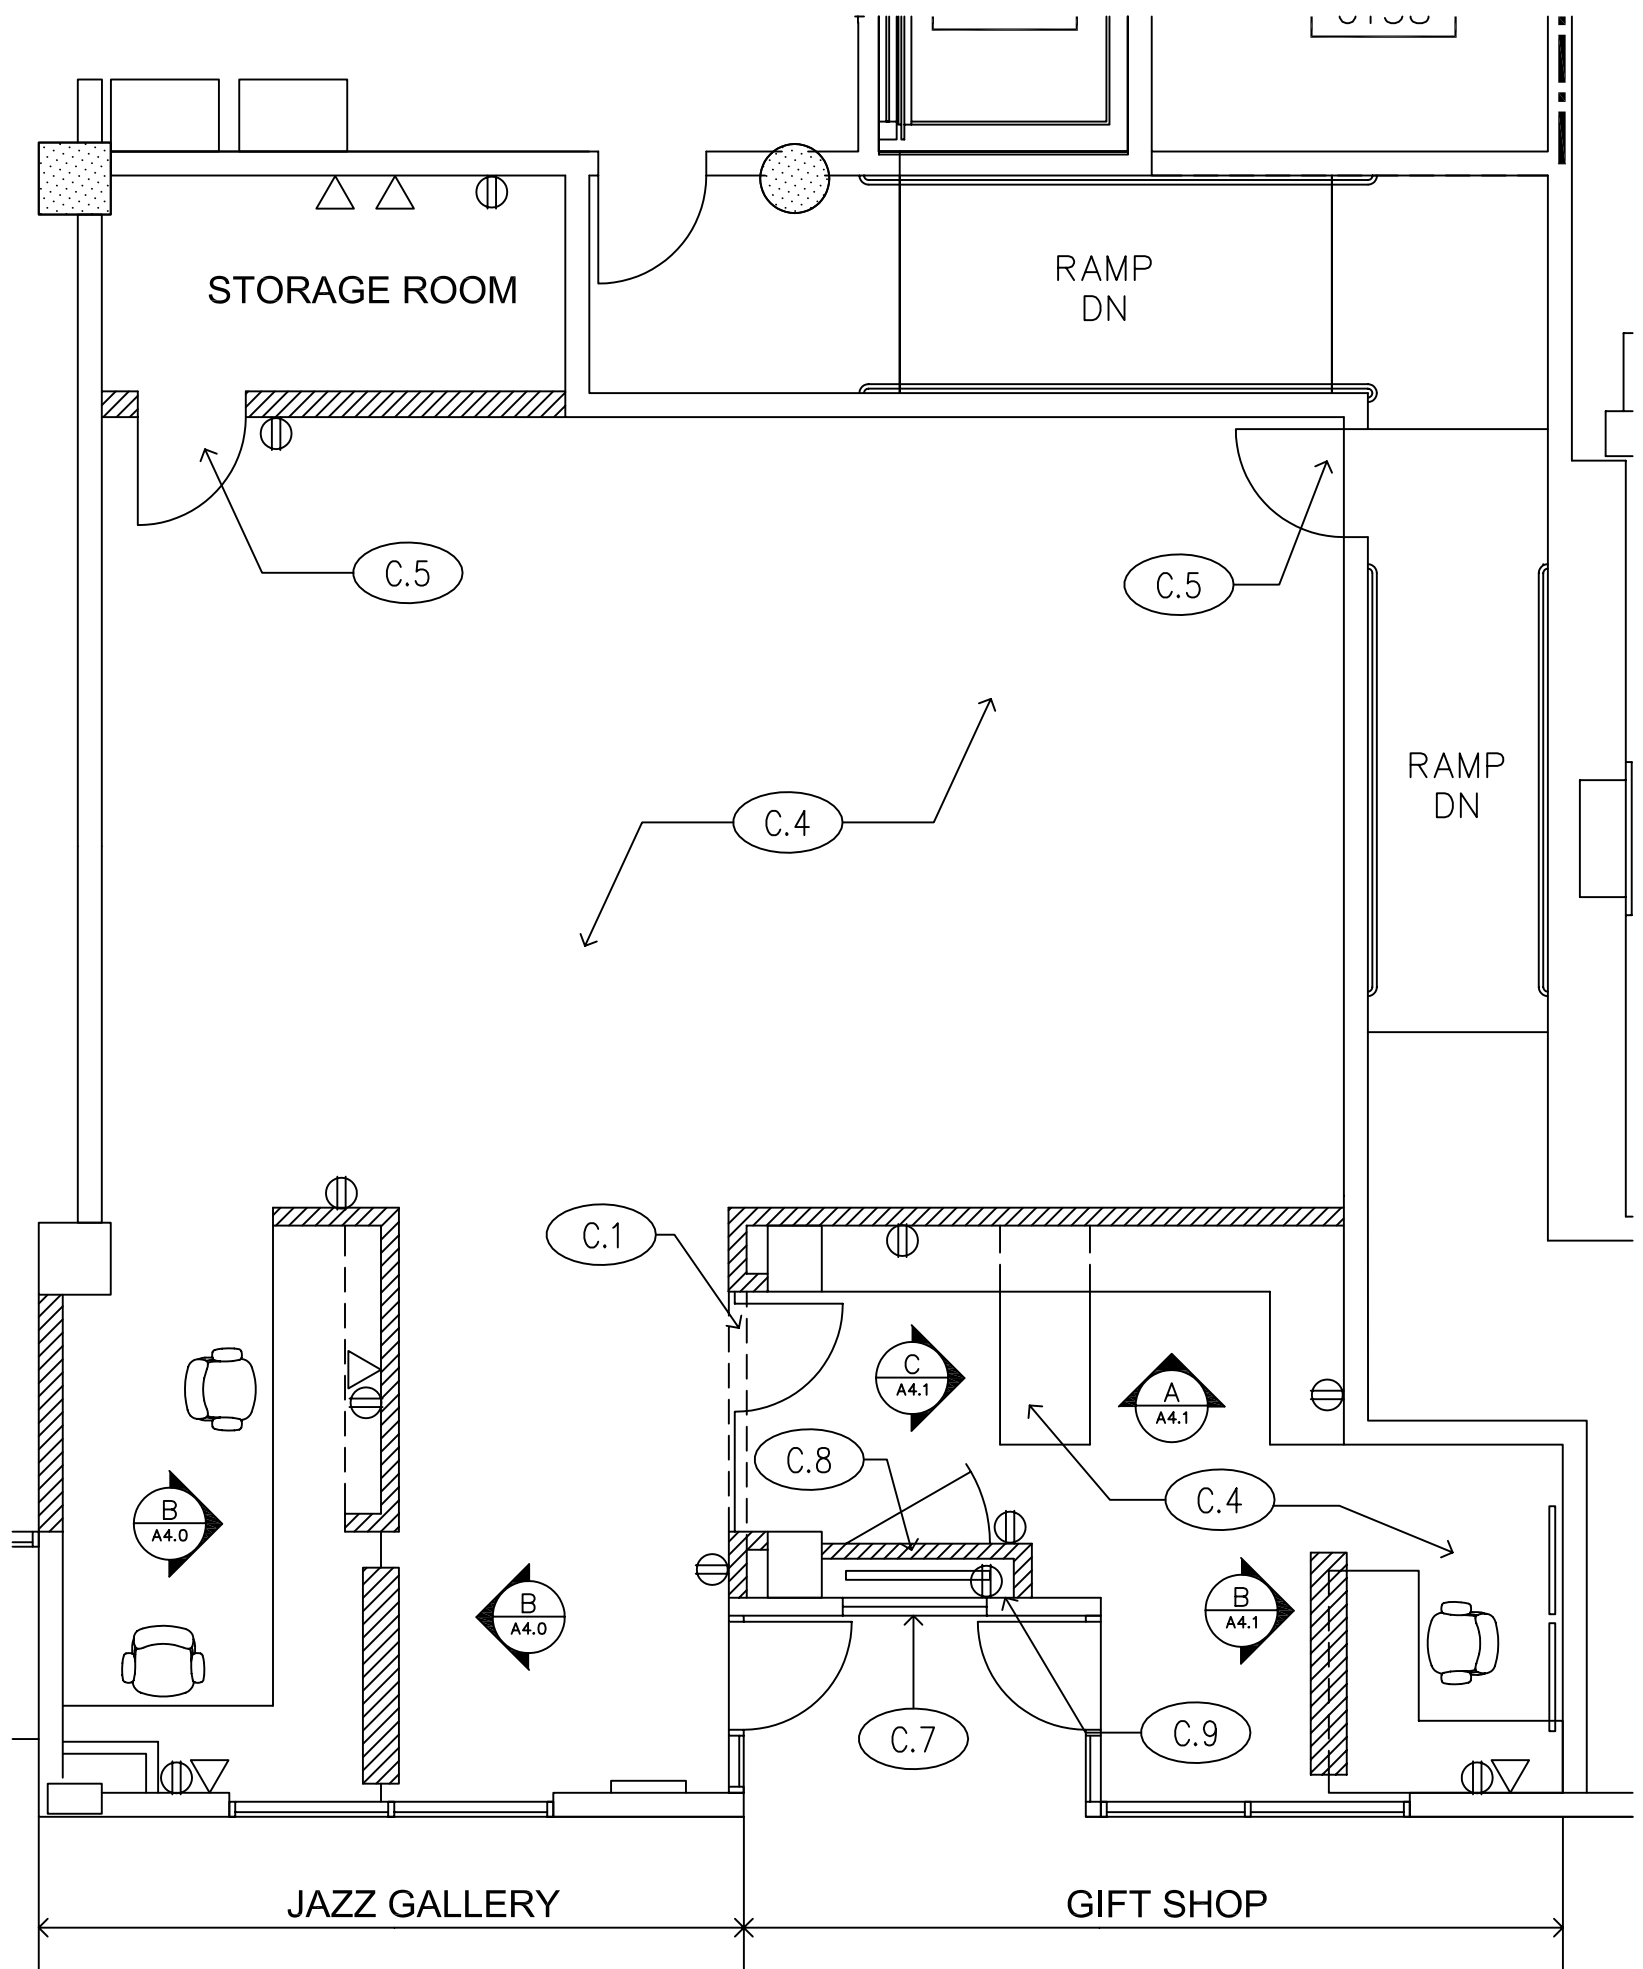 STORAGE ROOM
RAMP
DN
C.5
C.5
RAMP
DN
C.4
C.1
C
A4.1
A
A4.1
C.8
C.4
B
A4.0
B
A4.0
B
A4.1
C.7
C.9
JAZZ GALLERY
GIFT SHOP